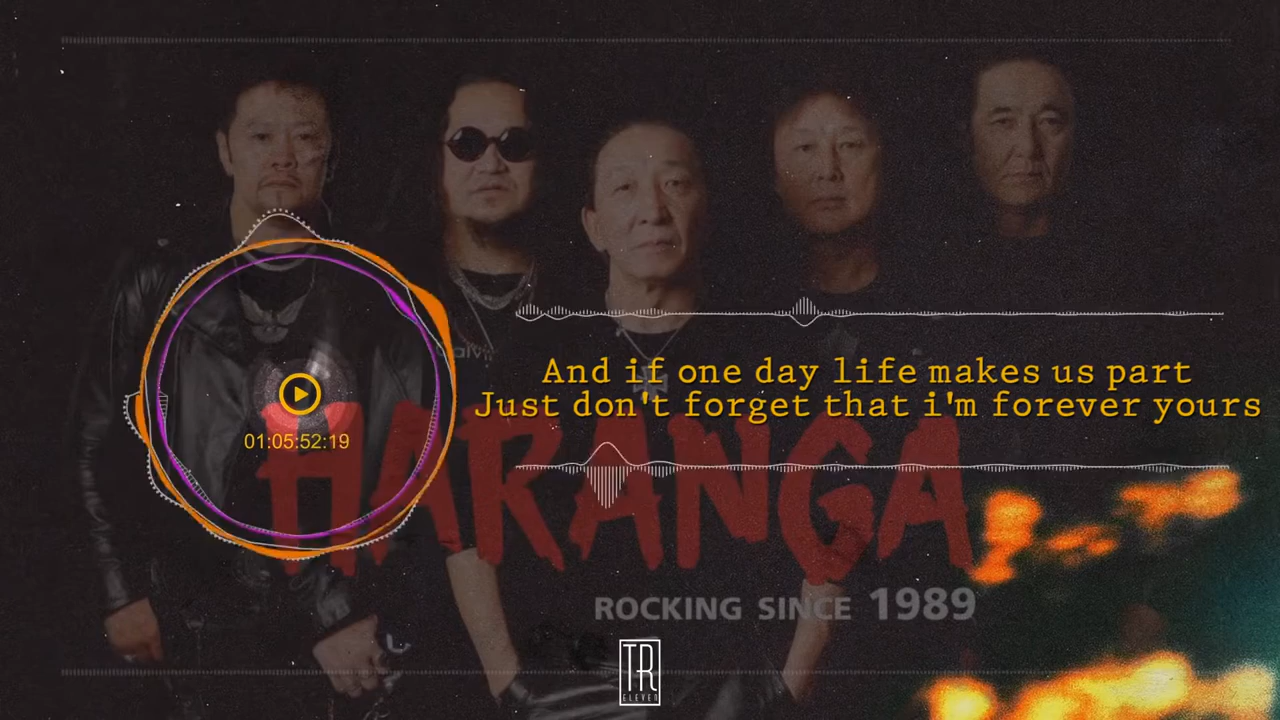 And if one day life makes us part
Just don't forget that i'm forever yours
01:05:52:19
HARANGA
ROCKING SINCE 1989
TR
ELEVEN